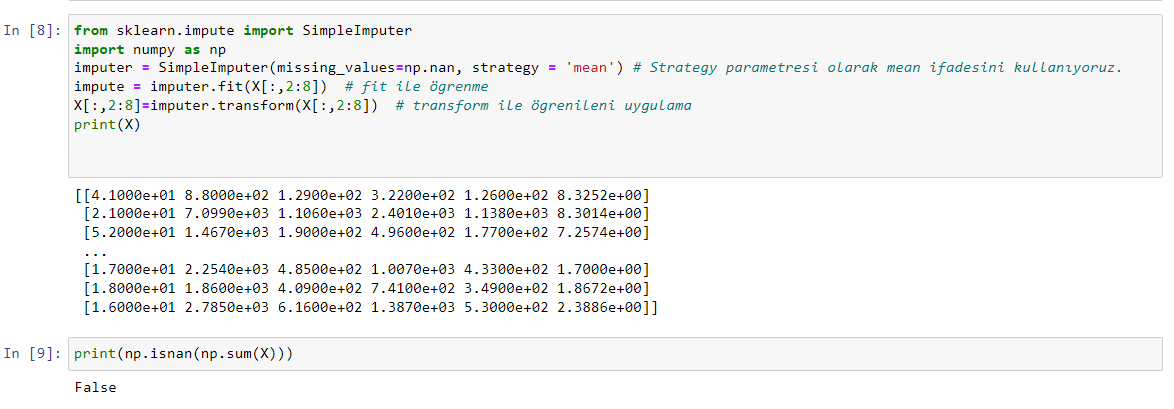 In [8]: from sklearn.impute import SimpleImputer
import numpy as np
imputer = SimpleImputer(missing_values=np.nan, strategy = 'mean') # Strategy parametresi olarak mean ifadesini kullanıyoruz.
impute = imputer.fit(X[:,2:8])  # fit ile ögrenme
X[:,2:8]=imputer.transform(X[:,2:8])  # transform ile ögrenileni uygulama
print(X)
[[4.1000e+01 8.8000e+02 1.2900e+02 3.2200e+02 1.2600e+02 8.3252e+00]
[2.1000e+01 7.0990e+03 1.1060e+03 2.4010e+03 1.1380e+03 8.3014e+00]
[5.2000e+01 1.4670e+03 1.9000e+02 4.9600e+02 1.7700e+02 7.2574e+00]
...
[1.7000e+01 2.2540e+03 4.8500e+02 1.0070e+03 4.3300e+02 1.7000e+00]
[1.8000e+01 1.8600e+03 4.0900e+02 7.4100e+02 3.4900e+02 1.8672e+00]
[1.6000e+01 2.7850e+03 6.1600e+02 1.3870e+03 5.3000e+02 2.3886e+00]]
In [9]: print(np.isnan(np.sum(X)))
False